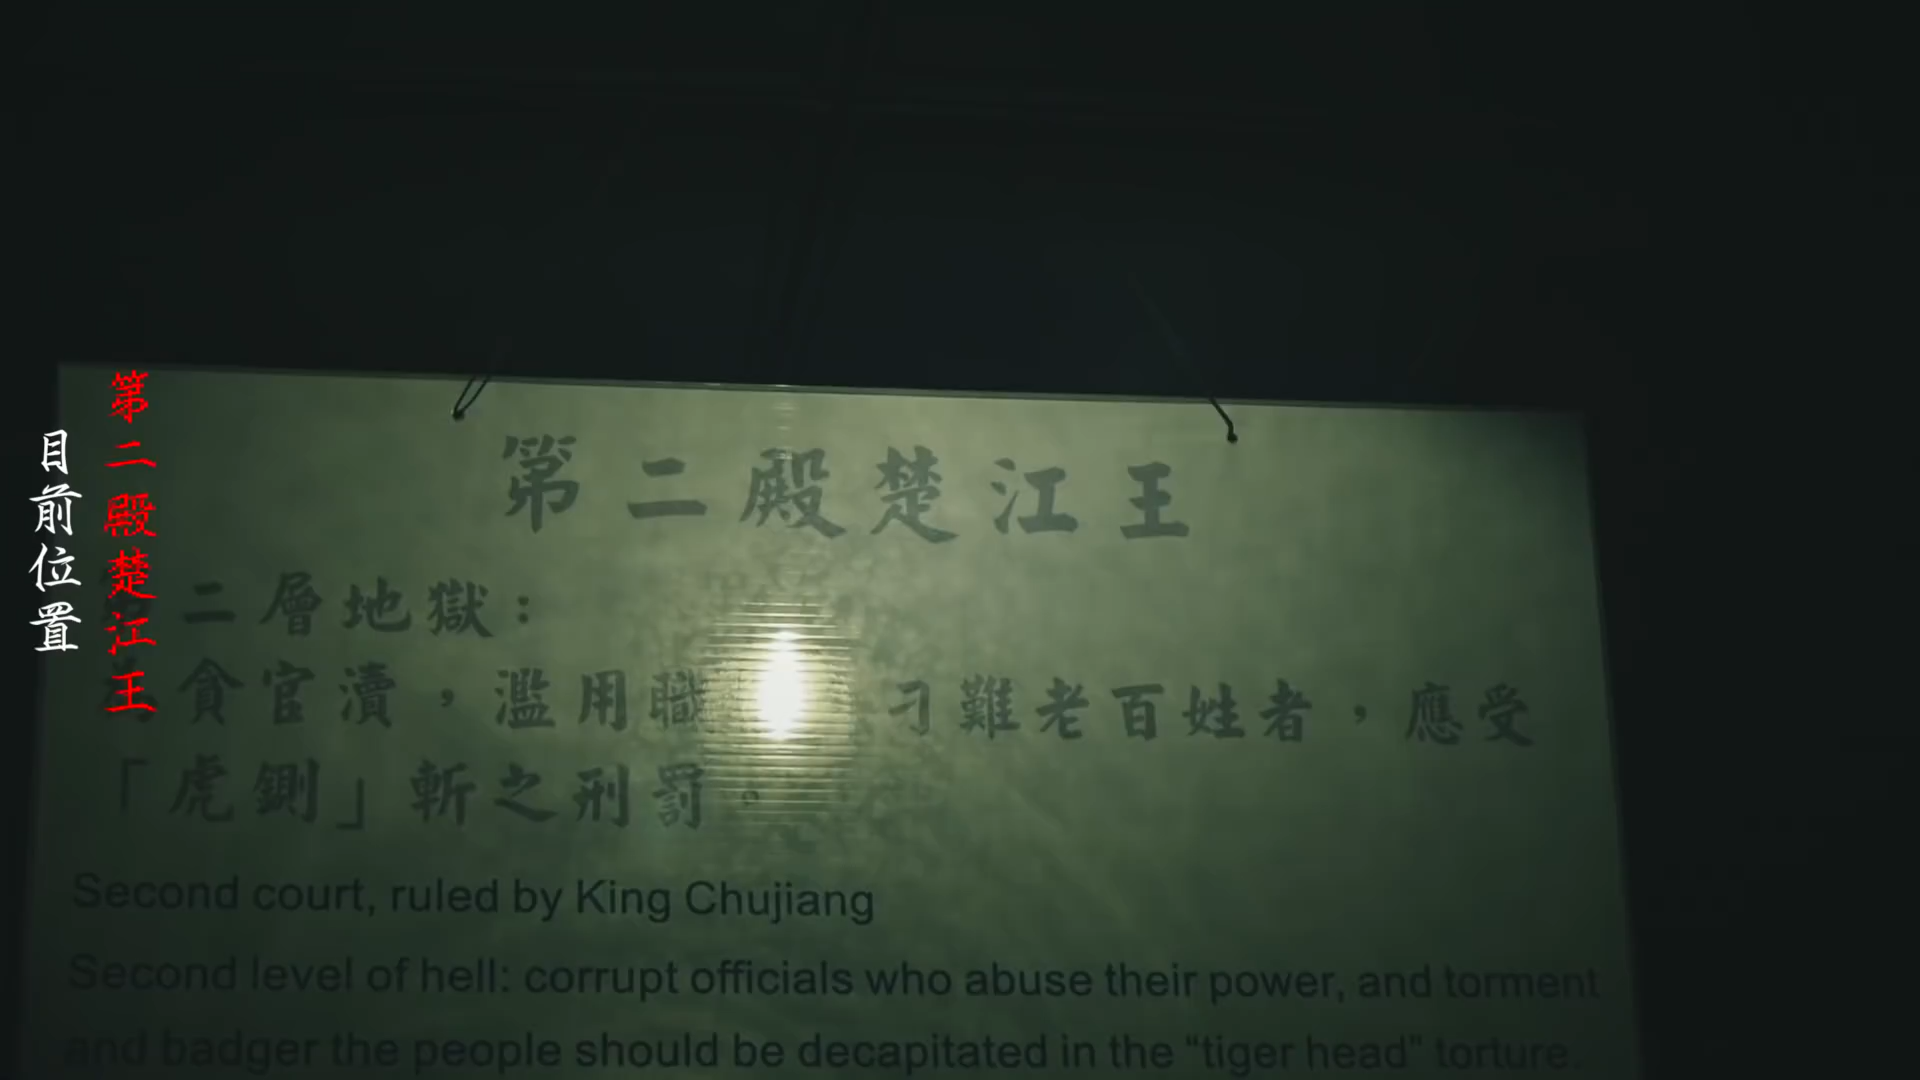 第二殿楚江王
目前位置
第二殿楚江王
二層地獄：
貪官瀆，濫用職 刁難老百姓者，應受
「虎鍘」斬之刑罰。
Second court, ruled by King Chujiang
Second level of hell: corrupt officials who abuse their power, and torment
and badger the people should be decapitated in the “tiger head” torture.